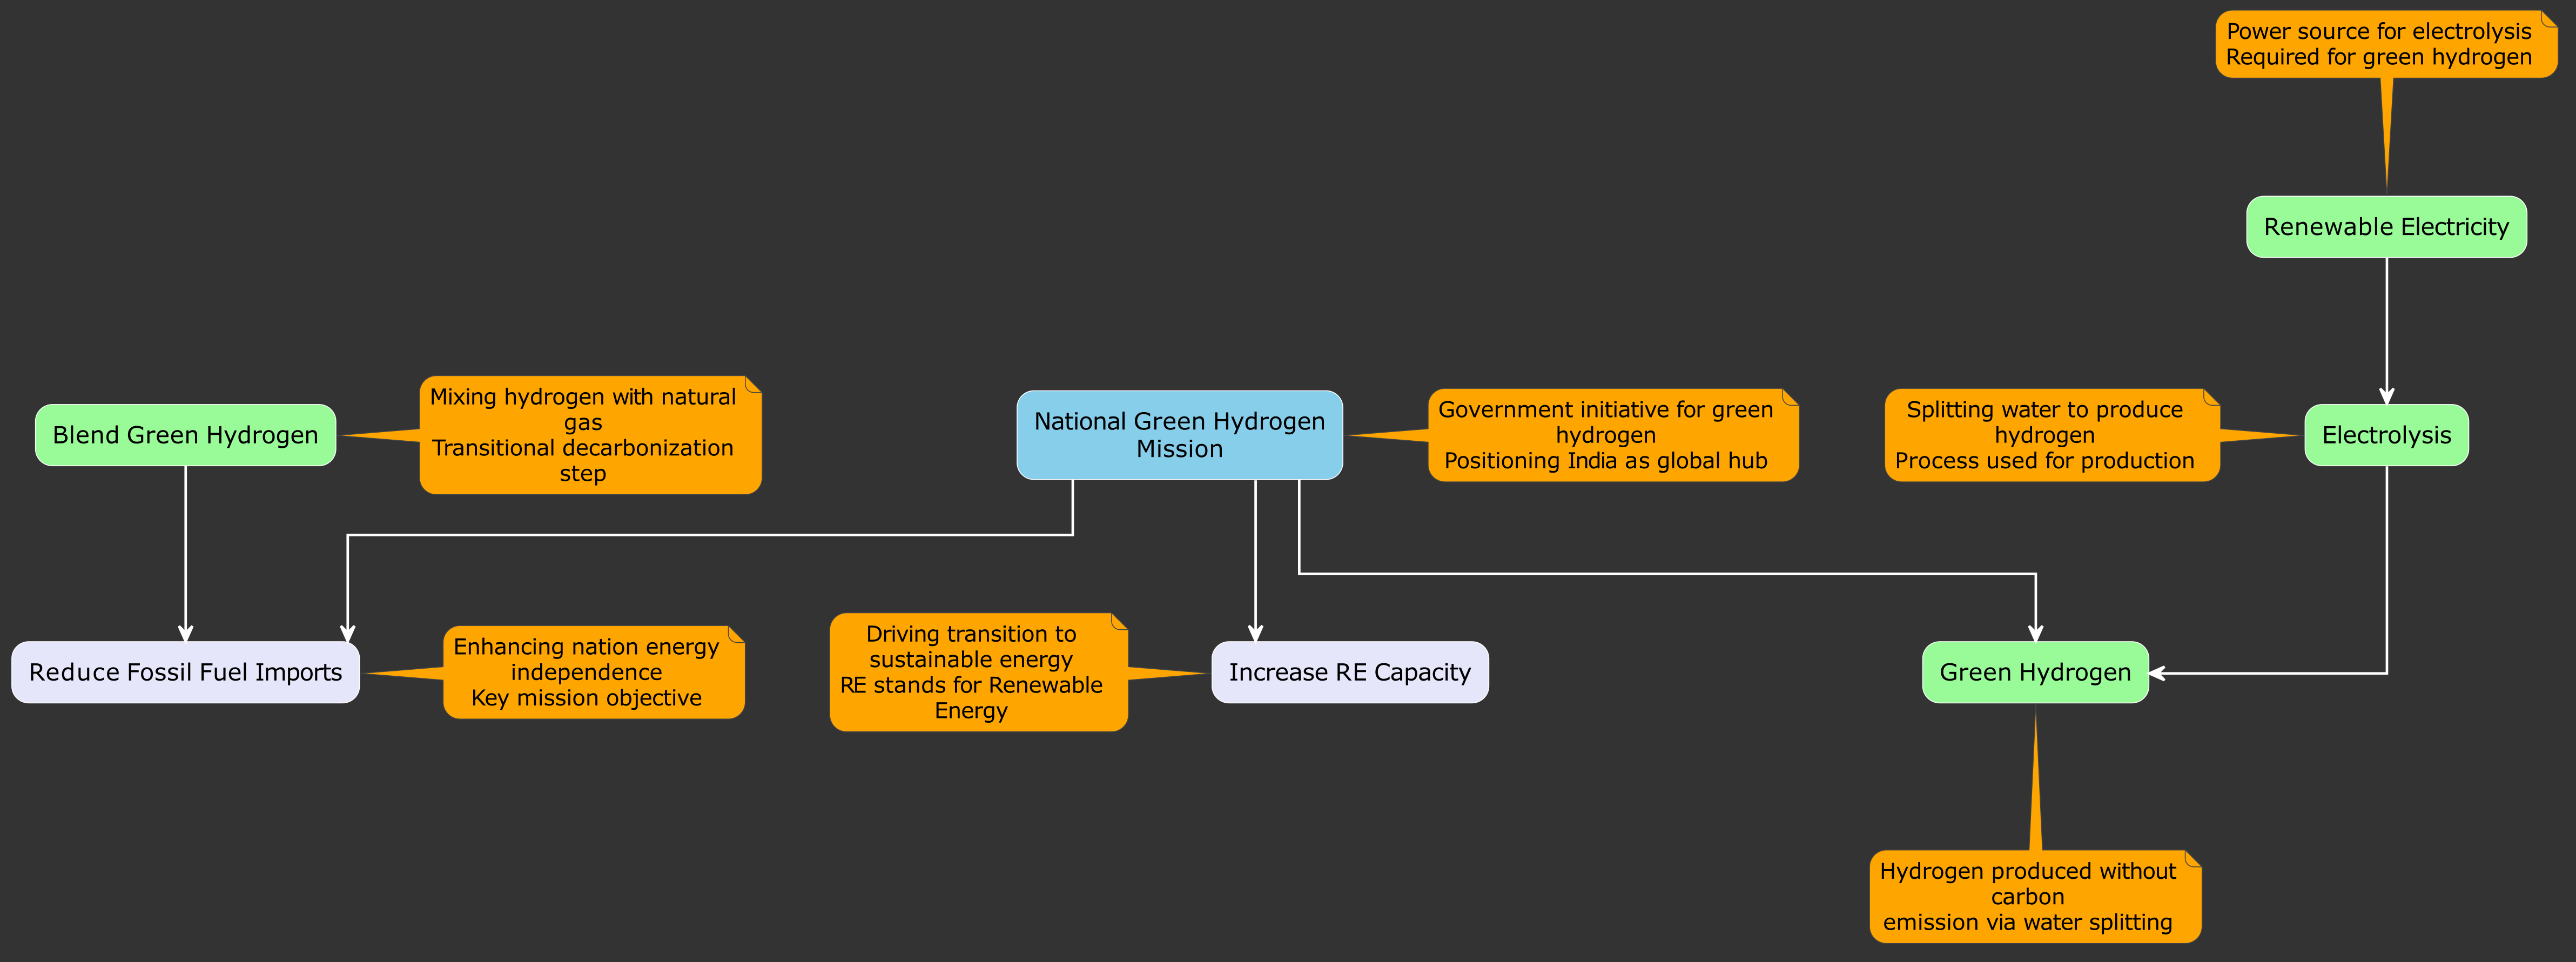 Power source for electrolysis
Required for green hydrogen
Renewable Electricity
Blend Green Hydrogen
Mixing hydrogen with natural
gas
Transitional decarbonization
step
National Green Hydrogen
Mission
Government initiative for green
hydrogen
Positioning India as global hub
Splitting water to produce
hydrogen
Process used for production
Electrolysis
Reduce Fossil Fuel Imports
Enhancing nation energy
independence
Key mission objective
Driving transition to
sustainable energy
RE stands for Renewable
Energy
Increase RE Capacity
Green Hydrogen
Hydrogen produced without
carbon
emission via water splitting